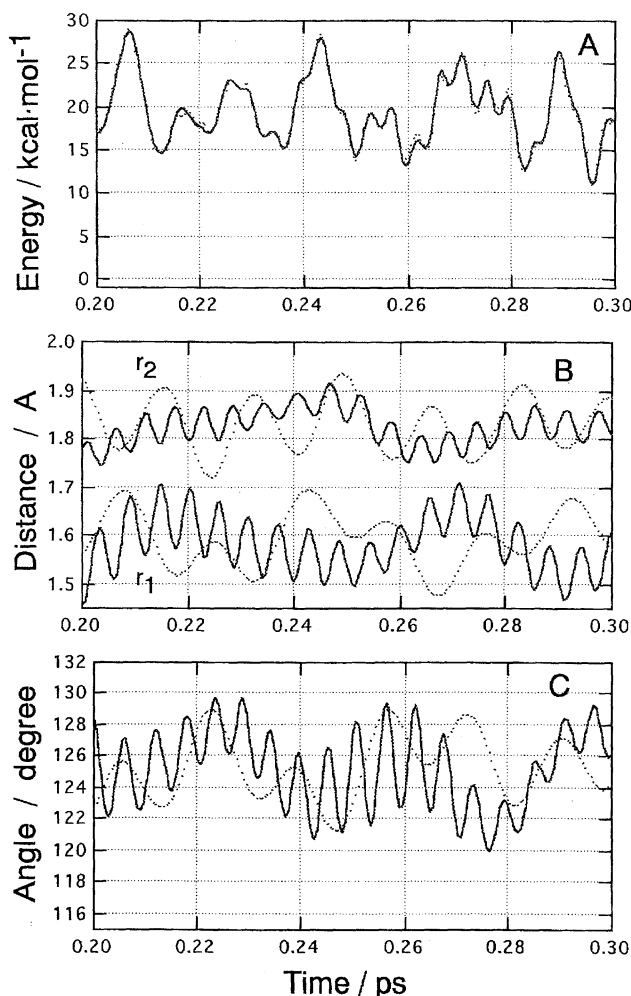 A
Energy / kcal·mol⁻¹
30
25
20
15
10
5
0
0.20 0.22 0.24 0.26 0.28 0.30
B
r₂
r₁
Distance / A
2.0
1.9
1.8
1.7
1.6
1.5
0.20 0.22 0.24 0.26 0.28 0.30
C
Angle / degree
132
130
128
126
124
122
120
118
116
0.20 0.22 0.24 0.26 0.28 0.30
Time / ps